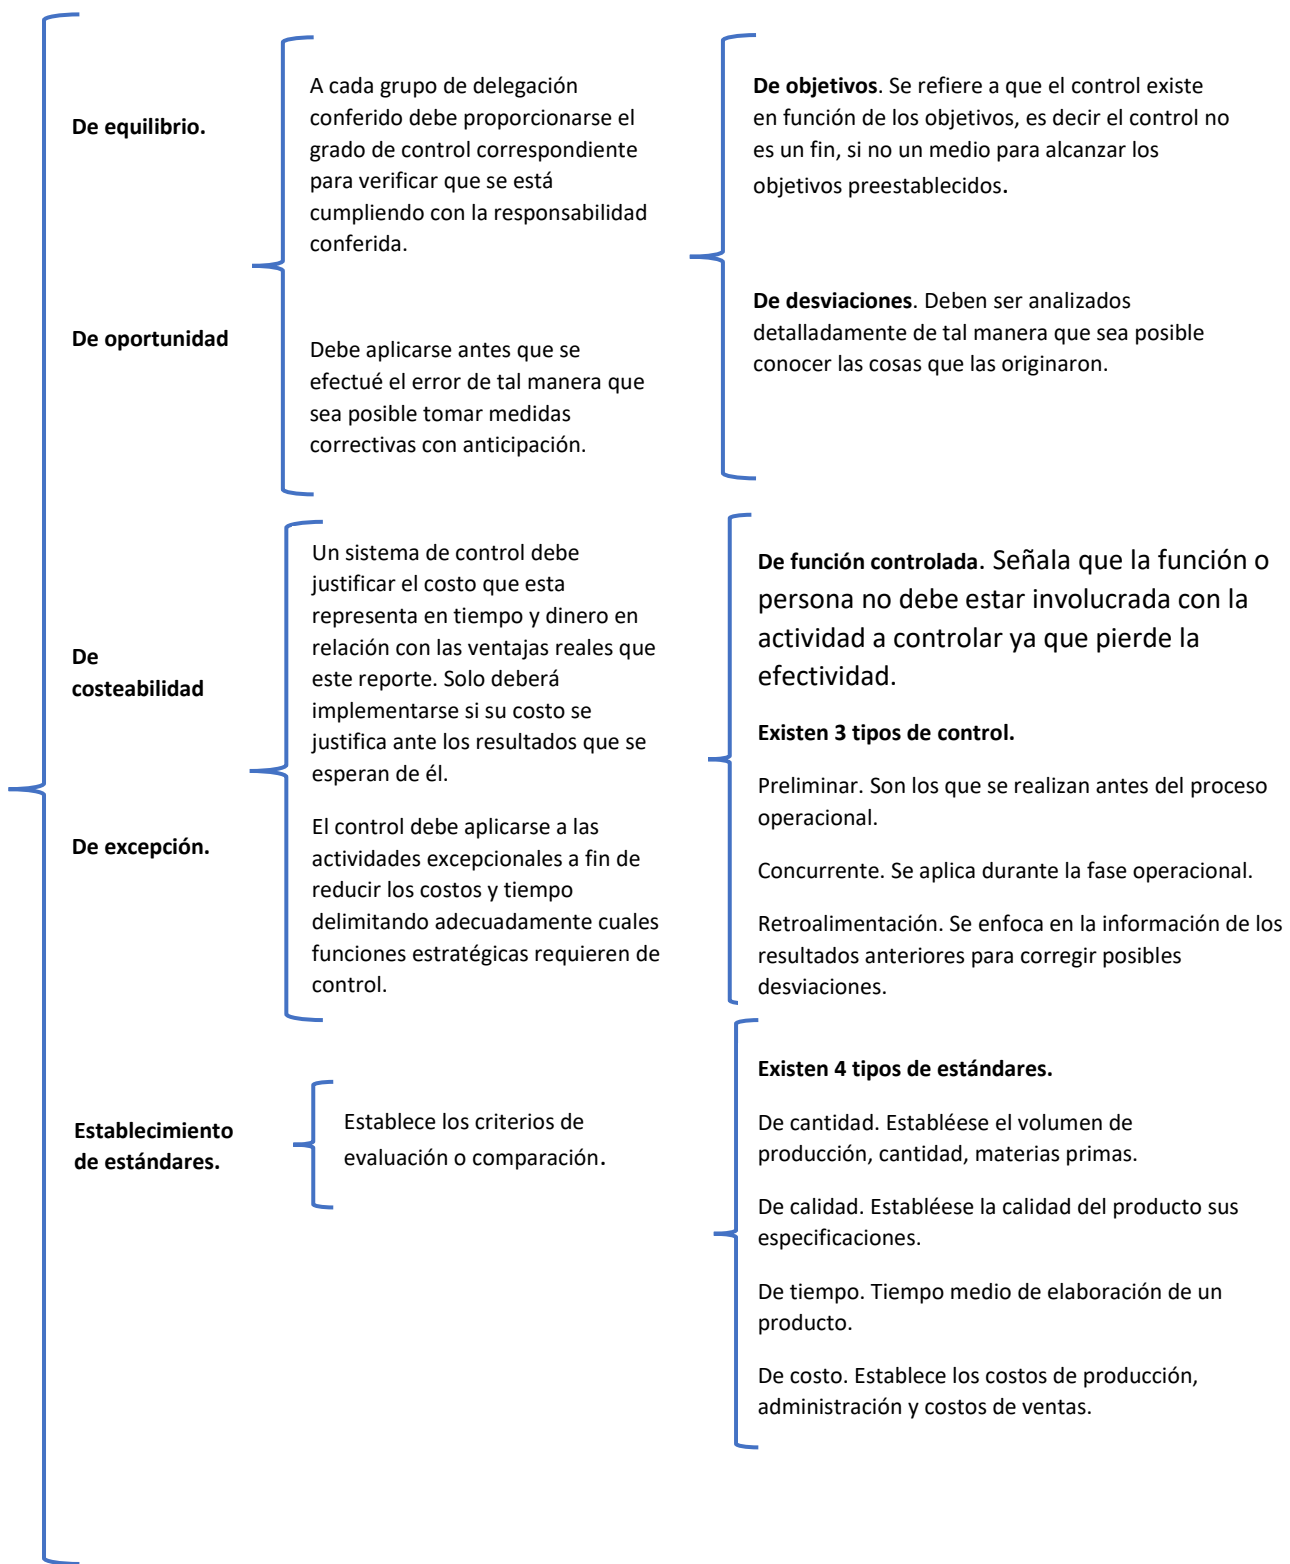 De equilibrio.
A cada grupo de delegación
conferido debe proporcionarse el
grado de control correspondiente
para verificar que se está
cumpliendo con la responsabilidad
conferida.
De objetivos. Se refiere a que el control existe
en función de los objetivos, es decir el control no
es un fin, si no un medio para alcanzar los
objetivos preestablecidos.
De oportunidad
Debe aplicarse antes que se
efectué el error de tal manera que
sea posible tomar medidas
correctivas con anticipación.
De desviaciones. Deben ser analizados
detalladamente de tal manera que sea posible
conocer las cosas que las originaron.
De
costeabilidad
Un sistema de control debe
justificar el costo que esta
representa en tiempo y dinero en
relación con las ventajas reales que
este reporte. Solo deberá
implementarse si su costo se
justifica ante los resultados que se
esperan de él.
De excepción.
El control debe aplicarse a las
actividades excepcionales a fin de
reducir los costos y tiempo
delimitando adecuadamente cuales
funciones estratégicas requieren de
control.
De función controlada. Señala que la función o
persona no debe estar involucrada con la
actividad a controlar ya que pierde la
efectividad.
Existen 3 tipos de control.
Preliminar. Son los que se realizan antes del proceso
operacional.
Concurrente. Se aplica durante la fase operacional.
Retroalimentación. Se enfoca en la información de los
resultados anteriores para corregir posibles
desviaciones.
Establecimiento
de estándares.
Establece los criterios de
evaluación o comparación.
Existen 4 tipos de estándares.
De cantidad. Establéese el volumen de
producción, cantidad, materias primas.
De calidad. Establéese la calidad del producto sus
especificaciones.
De tiempo. Tiempo medio de elaboración de un
producto.
De costo. Establece los costos de producción,
administración y costos de ventas.